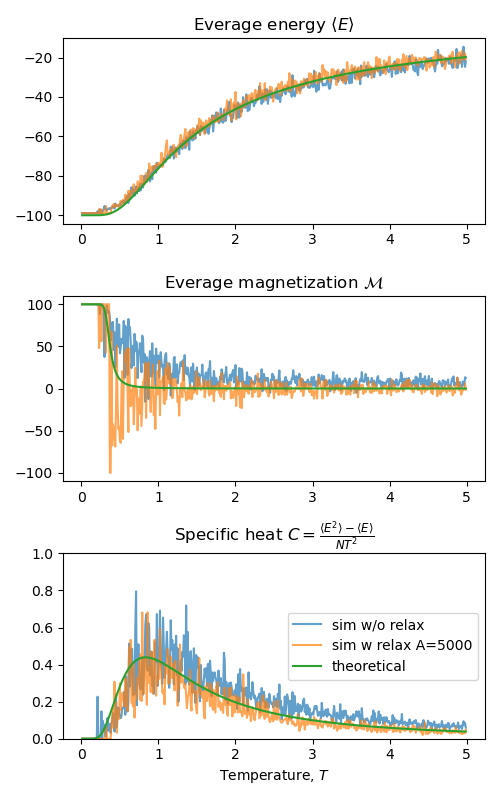 Everage energy ⟨E⟩
−20
−40
−60
−80
−100
0 1 2 3 4 5
Everage magnetization ℳ
100
50
0
−50
−100
0 1 2 3 4 5
Specific heat C = (⟨E²⟩ − ⟨E⟩) / NT²
1.0
0.8
0.6
0.4
0.2
0.0
sim w/o relax
sim w relax A=5000
theoretical
0 1 2 3 4 5
Temperature, T